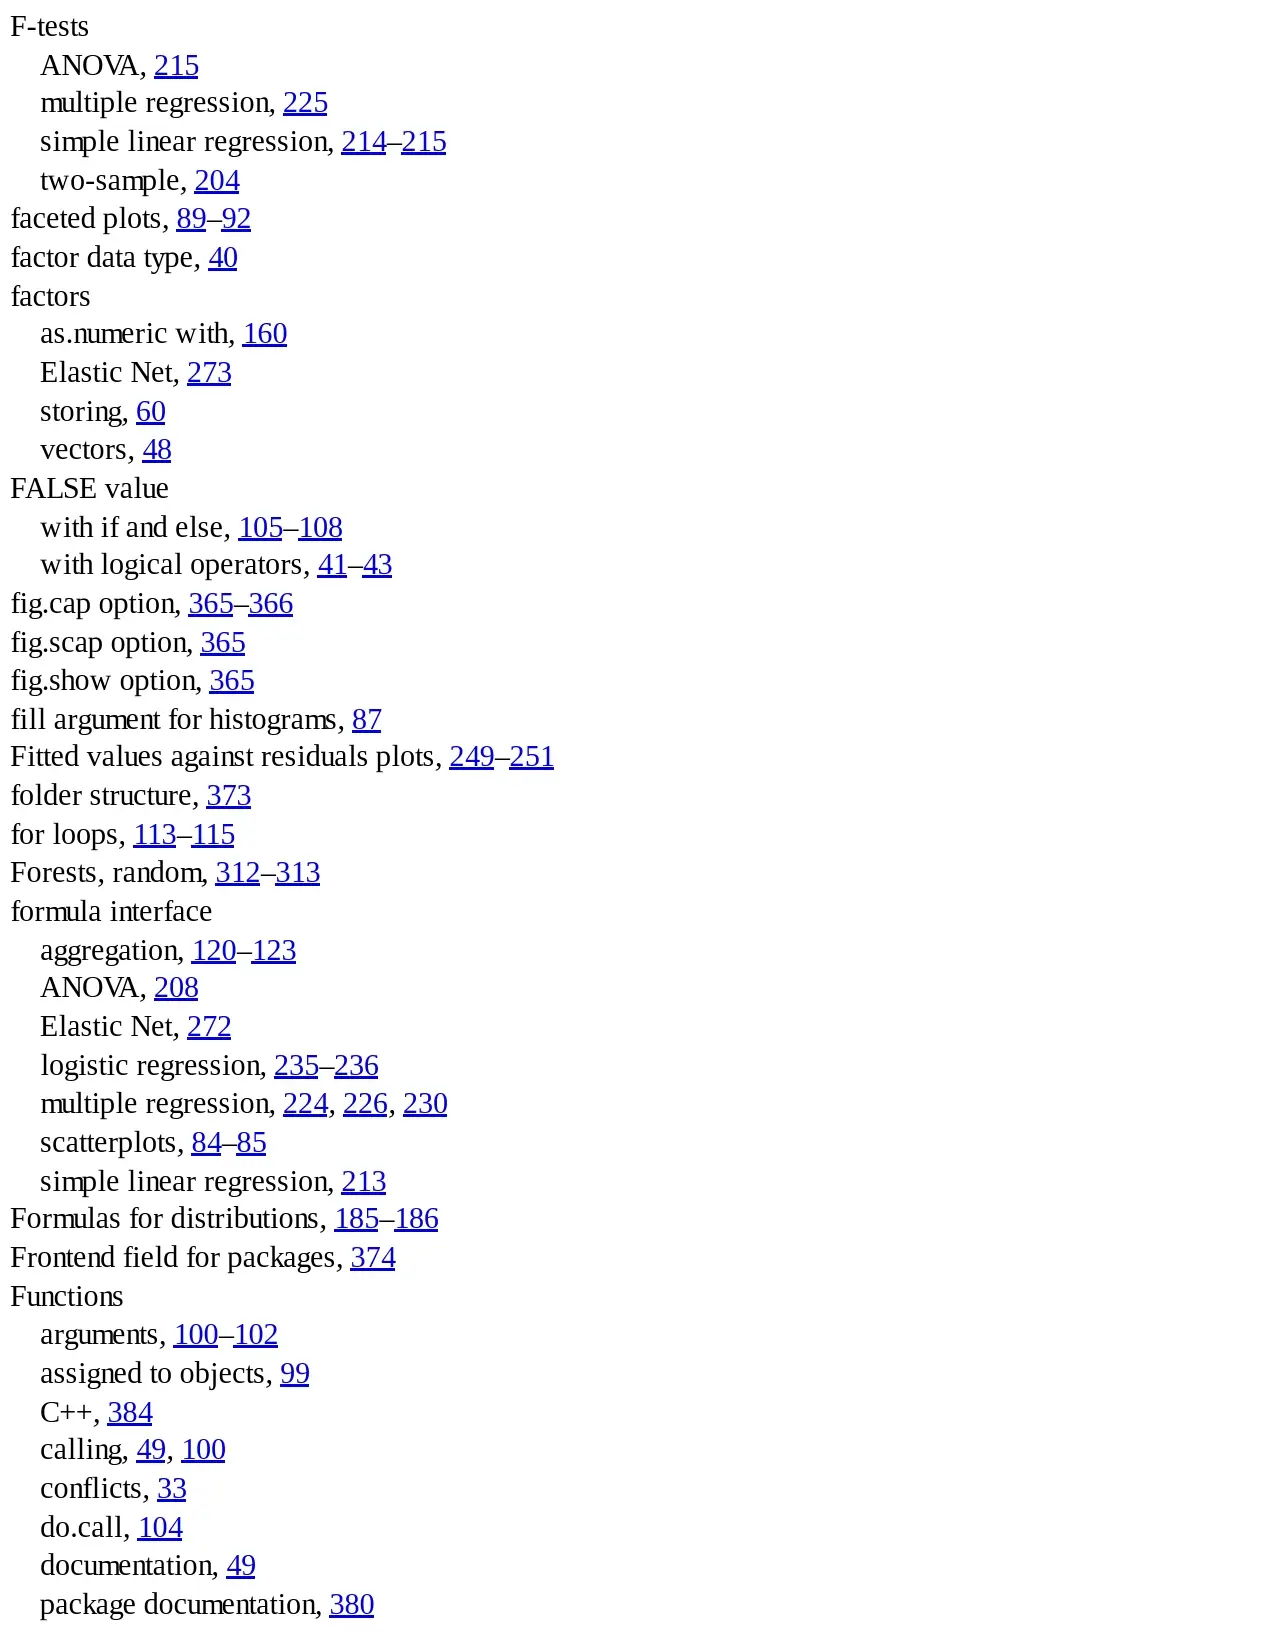 F-tests
ANOVA, 215
multiple regression, 225
simple linear regression, 214–215
two-sample, 204
faceted plots, 89–92
factor data type, 40
factors
as.numeric with, 160
Elastic Net, 273
storing, 60
vectors, 48
FALSE value
with if and else, 105–108
with logical operators, 41–43
fig.cap option, 365–366
fig.scap option, 365
fig.show option, 365
fill argument for histograms, 87
Fitted values against residuals plots, 249–251
folder structure, 373
for loops, 113–115
Forests, random, 312–313
formula interface
aggregation, 120–123
ANOVA, 208
Elastic Net, 272
logistic regression, 235–236
multiple regression, 224, 226, 230
scatterplots, 84–85
simple linear regression, 213
Formulas for distributions, 185–186
Frontend field for packages, 374
Functions
arguments, 100–102
assigned to objects, 99
C++, 384
calling, 49, 100
conflicts, 33
do.call, 104
documentation, 49
package documentation, 380